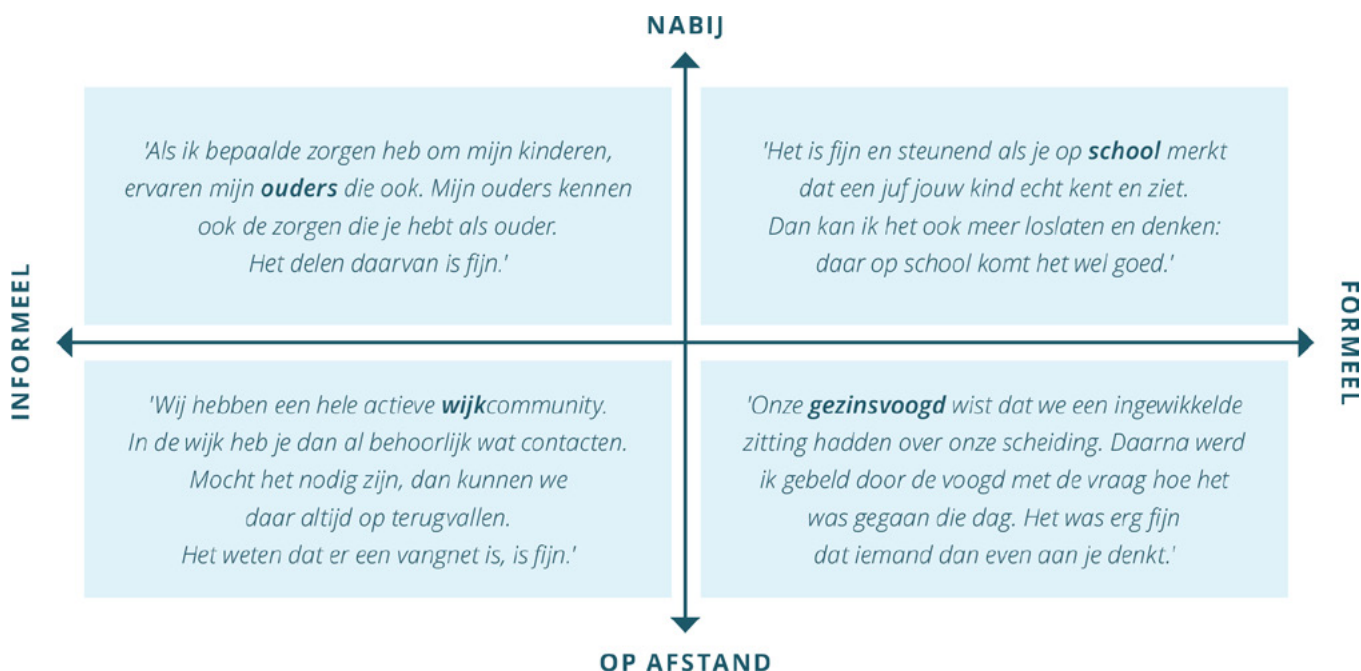 NABIJ
'Als ik bepaalde zorgen heb om mijn kinderen,
ervaren mijn ouders die ook. Mijn ouders kennen
ook de zorgen die je hebt als ouder.
Het delen daarvan is fijn.'
'Het is fijn en steunend als je op school merkt
dat een juf jouw kind echt kent en ziet.
Dan kan ik het ook meer loslaten en denken:
daar op school komt het wel goed.'
INFORMEEL
FORMEEL
'Wij hebben een hele actieve wijkcommunity.
In de wijk heb je dan al behoorlijk wat contacten.
Mocht het nodig zijn, dan kunnen we
daar altijd op terugvallen.
Het weten dat er een vangnet is, is fijn.'
'Onze gezinsvoogd wist dat we een ingewikkelde
zitting hadden over onze scheiding. Daarna werd
ik gebeld door de voogd met de vraag hoe het
was gegaan die dag. Het was erg fijn
dat iemand dan even aan je denkt.'
OP AFSTAND